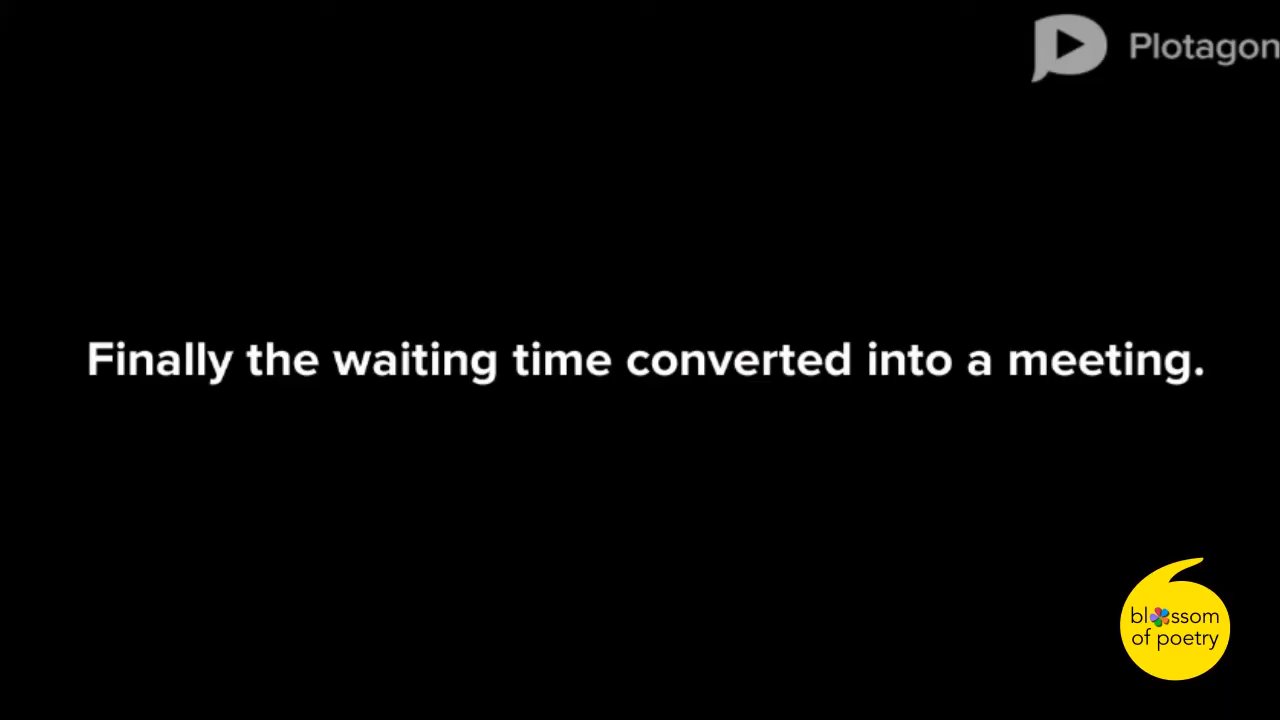 Plotagon
Finally the waiting time converted into a meeting.
blossom
of poetry